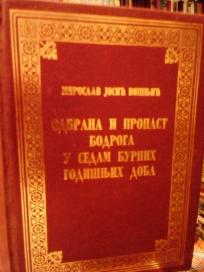 МИРОСЛАВ ЈОСИЋ ВИШЊИЋ
ОДБРАНА И ПРОПАСТ
БОДРОГА
У СЕДАМ БУРНИХ
ГОДИШЊИХ ДОБА